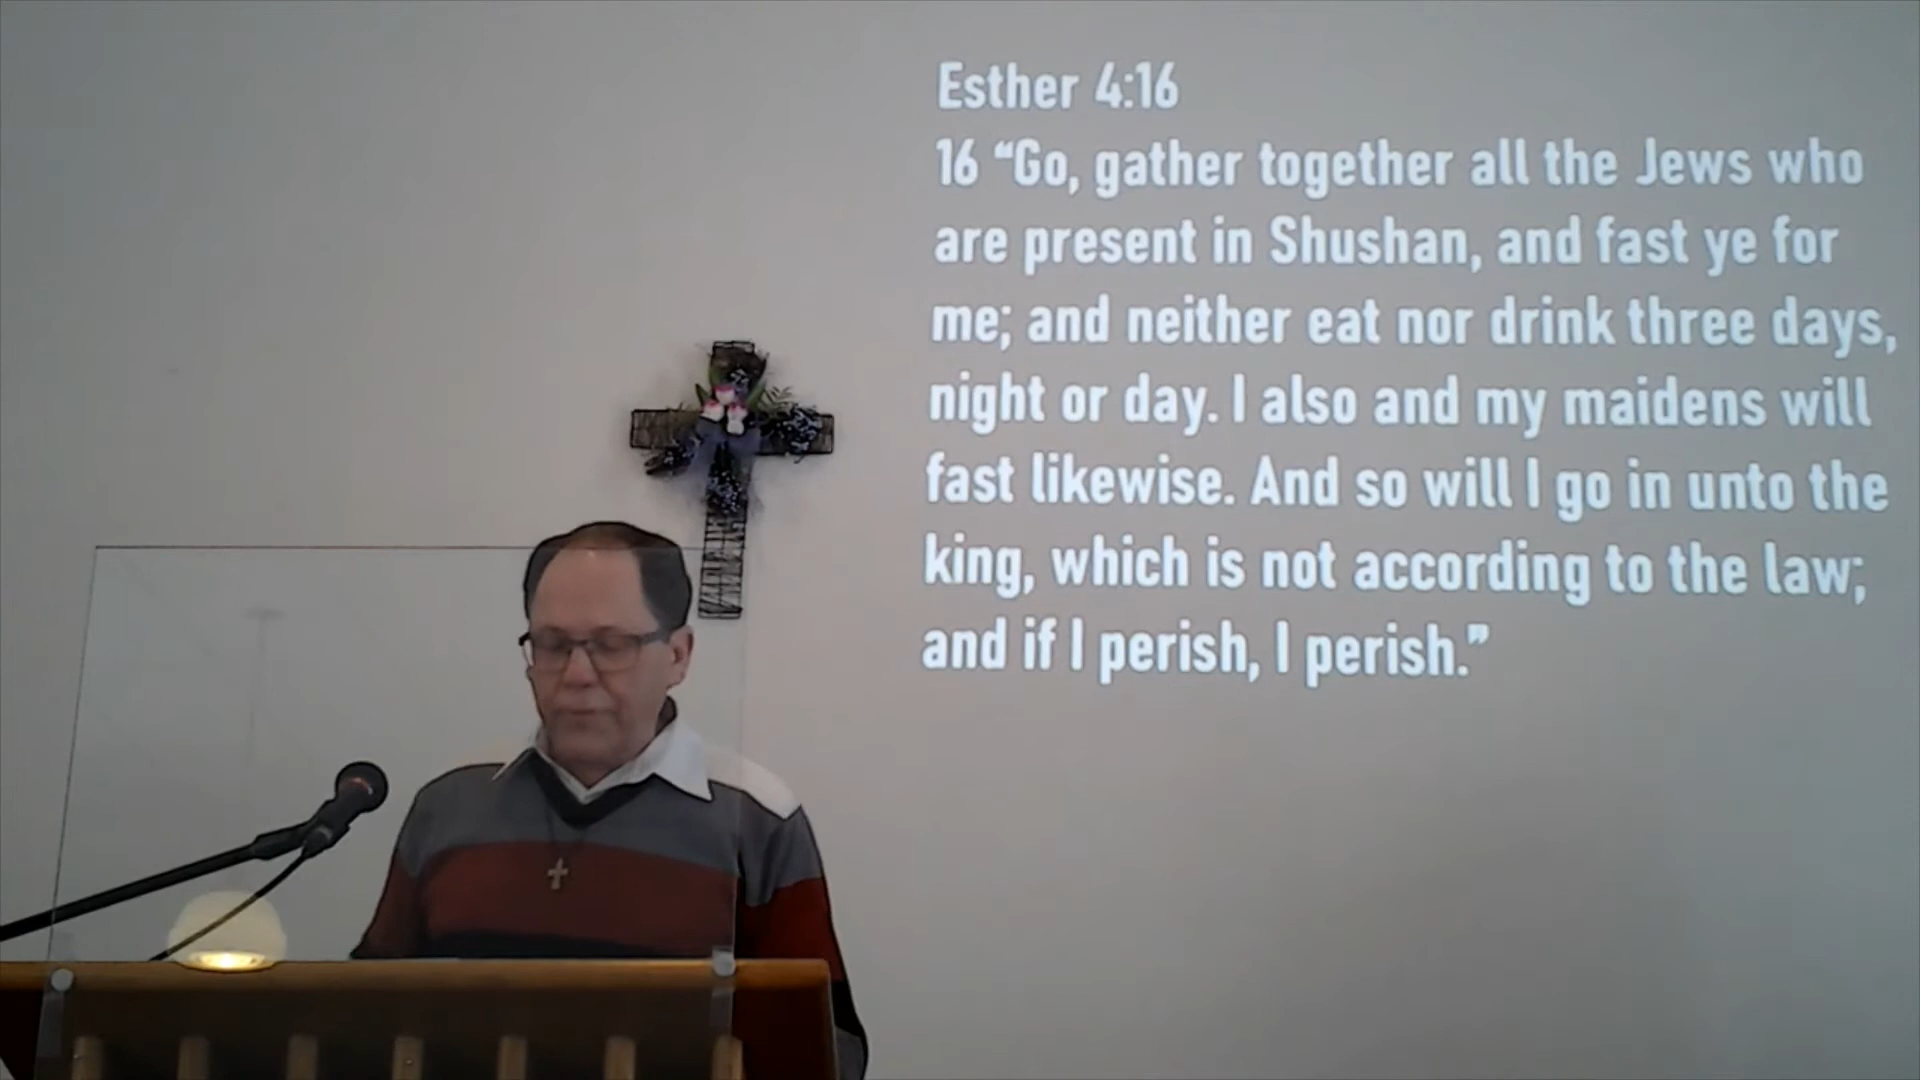 Esther 4:16
16 “Go, gather together all the Jews who
are present in Shushan, and fast ye for
me; and neither eat nor drink three days,
night or day. I also and my maidens will
fast likewise. And so will I go in unto the
king, which is not according to the law;
and if I perish, I perish.”